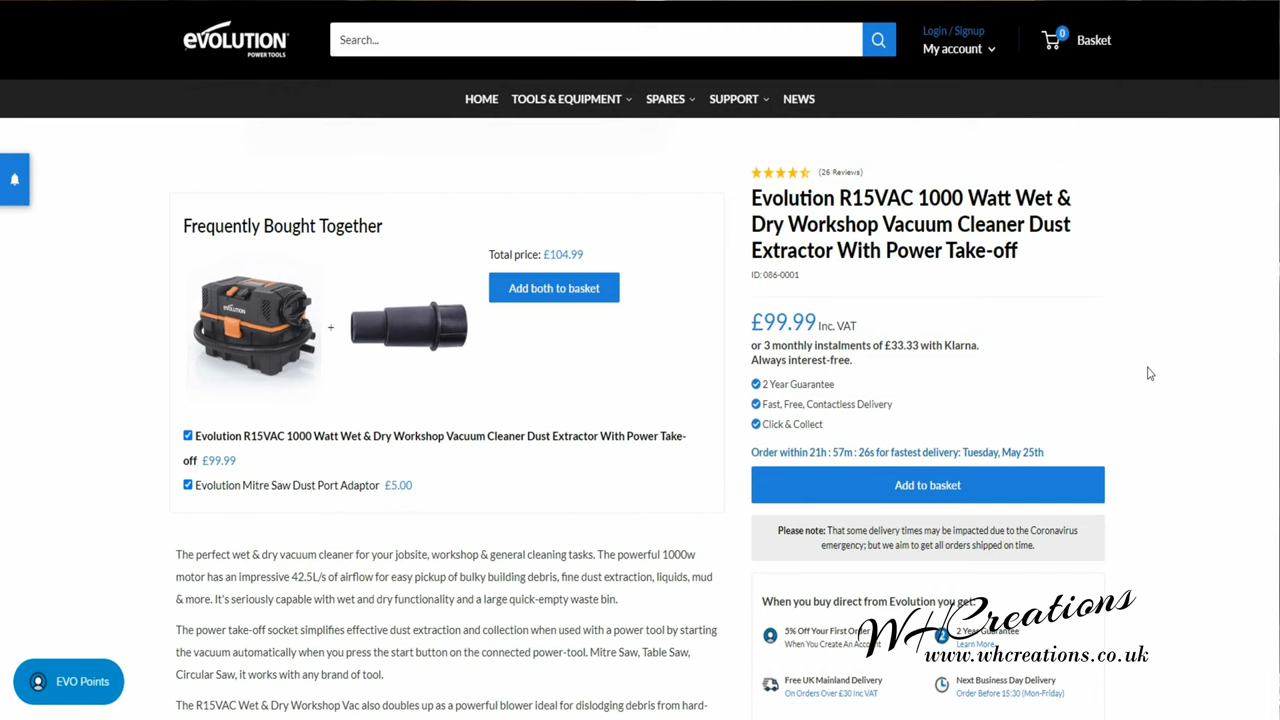 evolution
POWER TOOLS
Search...
Login / Signup
My account
0
Basket
HOME
TOOLS & EQUIPMENT
SPARES
SUPPORT
NEWS
Frequently Bought Together
Total price: £104.99
Add both to basket
evolution
+
Evolution R15VAC 1000 Watt Wet & Dry Workshop Vacuum Cleaner Dust Extractor With Power Take-
off £99.99
Evolution Mitre Saw Dust Port Adaptor £5.00
The perfect wet & dry vacuum cleaner for your jobsite, workshop & general cleaning tasks. The powerful 1000w
motor has an impressive 42.5L/s of airflow for easy pickup of bulky building debris, fine dust extraction, liquids, mud
& more. It's seriously capable with wet and dry functionality and a large quick-empty waste bin.
The power take-off socket simplifies effective dust extraction and collection when used with a power tool by starting
the vacuum automatically when you press the start button on the connected power-tool. Mitre Saw, Table Saw,
Circular Saw, it works with any brand of tool.
The R15VAC Wet & Dry Workshop Vac also doubles up as a powerful blower ideal for dislodging debris from hard-
EVO Points
(26 Reviews)
Evolution R15VAC 1000 Watt Wet &
Dry Workshop Vacuum Cleaner Dust
Extractor With Power Take-off
ID: 086-0001
£99.99 Inc. VAT
or 3 monthly instalments of £33.33 with Klarna.
Always interest-free.
2 Year Guarantee
Fast, Free, Contactless Delivery
Click & Collect
Order within 21h : 57m : 26s for fastest delivery: Tuesday, May 25th
Add to basket
Please note: That some delivery times may be impacted due to the Coronavirus
emergency; but we aim to get all orders shipped on time.
When you buy direct from Evolution you get:
5% Off Your First Order
When You Create An Account
2 Year Guarantee
Learn More
Free UK Mainland Delivery
On Orders Over £30 Inc VAT
Next Business Day Delivery
Order Before 15:30 (Mon-Friday)
WHCreations
www.whcreations.co.uk